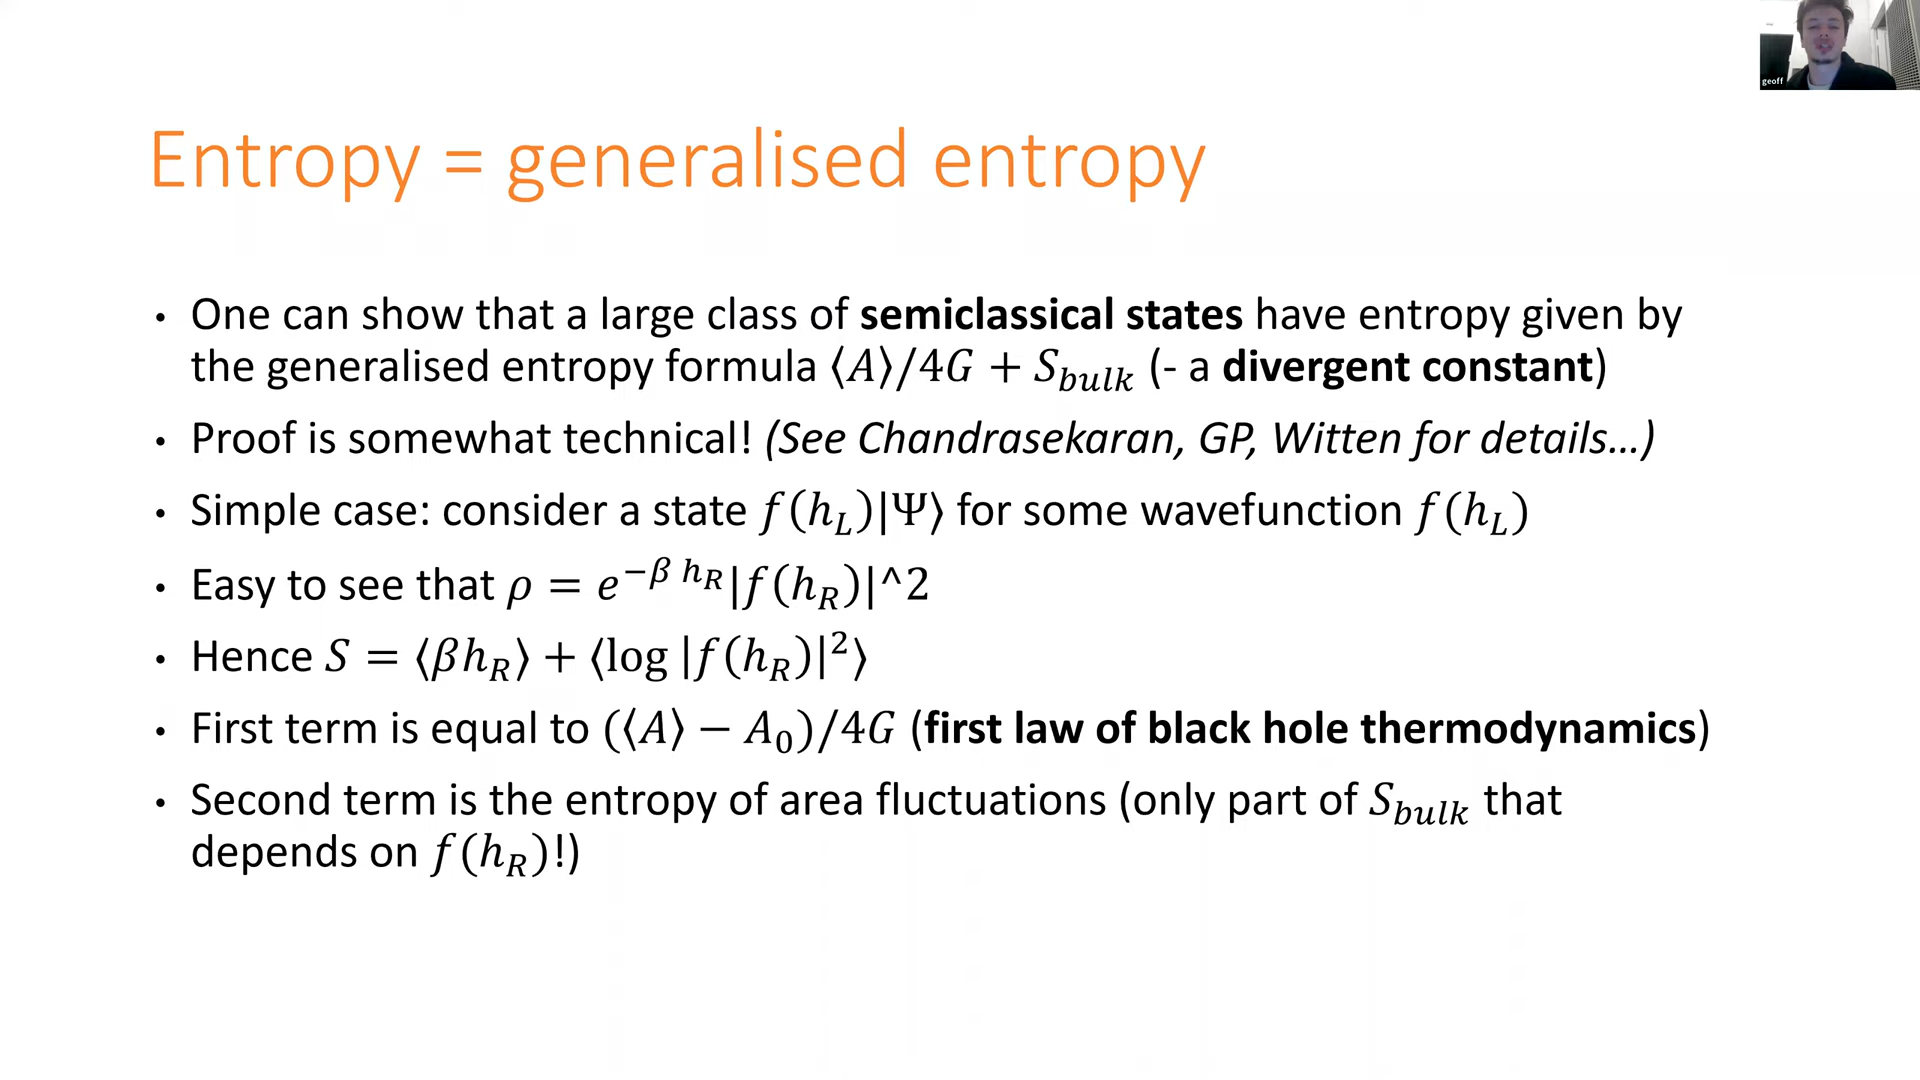 geoff
Entropy = generalised entropy
• One can show that a large class of semiclassical states have entropy given by
the generalised entropy formula ⟨A⟩/4G + S_{bulk} (- a divergent constant)
• Proof is somewhat technical! (See Chandrasekaran, GP, Witten for details…)
• Simple case: consider a state f(h_L)|Ψ⟩ for some wavefunction f(h_L)
• Easy to see that ρ = e^{−β h_R}|f(h_R)|^2
• Hence S = ⟨βh_R⟩ + ⟨log |f(h_R)|²⟩
• First term is equal to (⟨A⟩ − A_0)/4G (first law of black hole thermodynamics)
• Second term is the entropy of area fluctuations (only part of S_{bulk} that
depends on f(h_R)!)